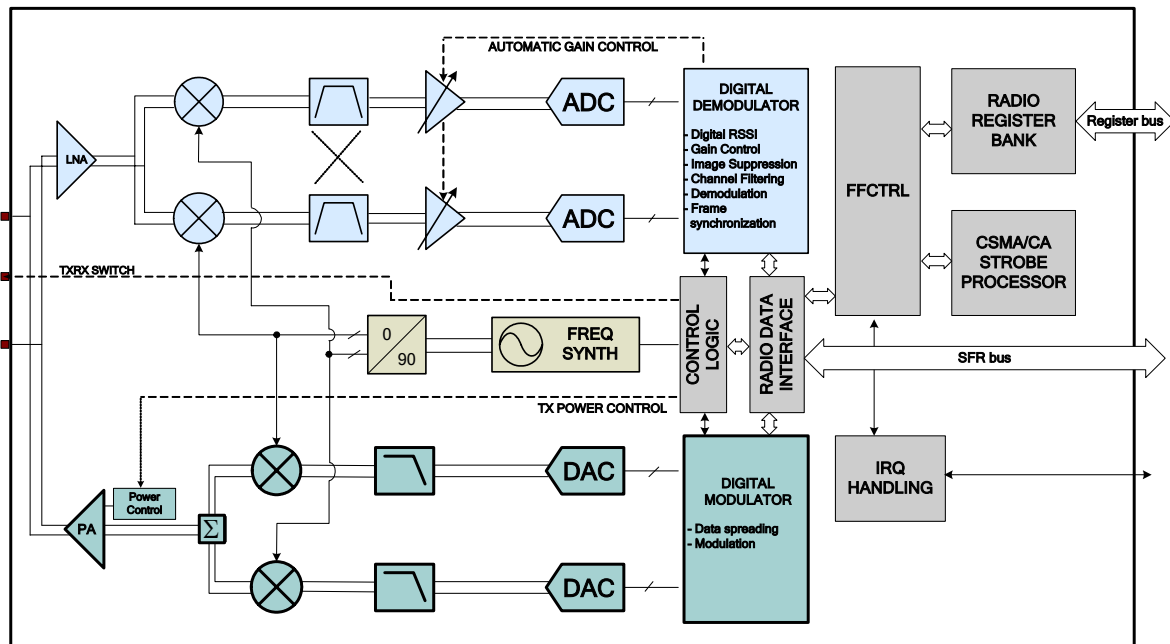 AUTOMATIC GAIN CONTROL
LNA
ADC
ADC
DIGITAL
DEMODULATOR
- Digital RSSI
- Gain Control
- Image Suppression
- Channel Filtering
- Demodulation
- Frame
synchronization
FFCTRL
RADIO
REGISTER
BANK
Register bus
CSMA/CA
STROBE
PROCESSOR
TXRX SWITCH
0
90
FREQ
SYNTH
CONTROL
LOGIC
RADIO DATA
INTERFACE
SFR bus
TX POWER CONTROL
Power
Control
PA
Σ
DAC
DAC
DIGITAL
MODULATOR
- Data spreading
- Modulation
IRQ
HANDLING